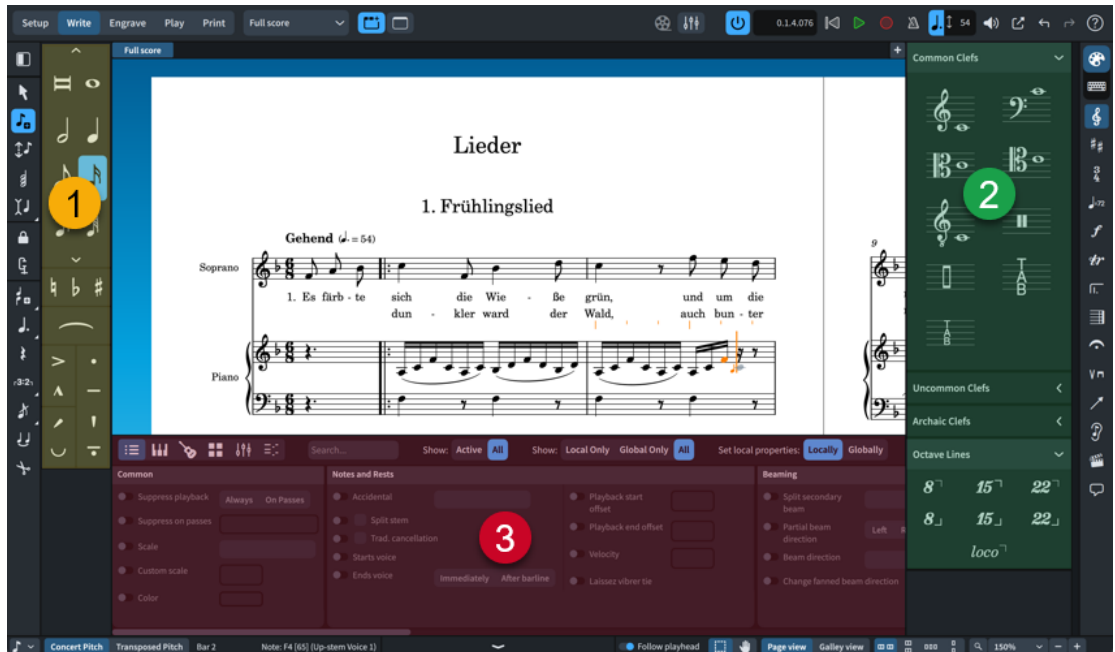 Setup Write Engrave Play Print Full score 0.1.4.076 54
Full score
Common Clefs
Lieder
1. Frühlingslied
Gehend (♩. = 54)
9
Soprano
1. Es färb - te sich die Wie - ße grün, und um die
dun - kler ward der Wald, auch bun - ter
Piano
1
2
3
Uncommon Clefs
Archaic Clefs
Octave Lines
8 15 22
8 15 22
loco
3:2
Search... Show: Active All Show: Local Only Global Only All Set local properties: Locally Globally
Common Notes and Rests Beaming
Suppress playback Always On Passes
Suppress on passes
Scale
Custom scale
Color
Accidental
Split stem
Trad. cancellation
Starts voice
Ends voice Immediately After barline
Playback start
offset
Playback end offset
Velocity
Laissez vibrer tie
Split secondary
beam
Partial beam
direction
Left R
Beam direction
Change fanned beam direction
Concert Pitch Transposed Pitch Bar 2 Note: F4 [65] (Up-stem Voice 1) Follow playhead Page view Galley view 150%